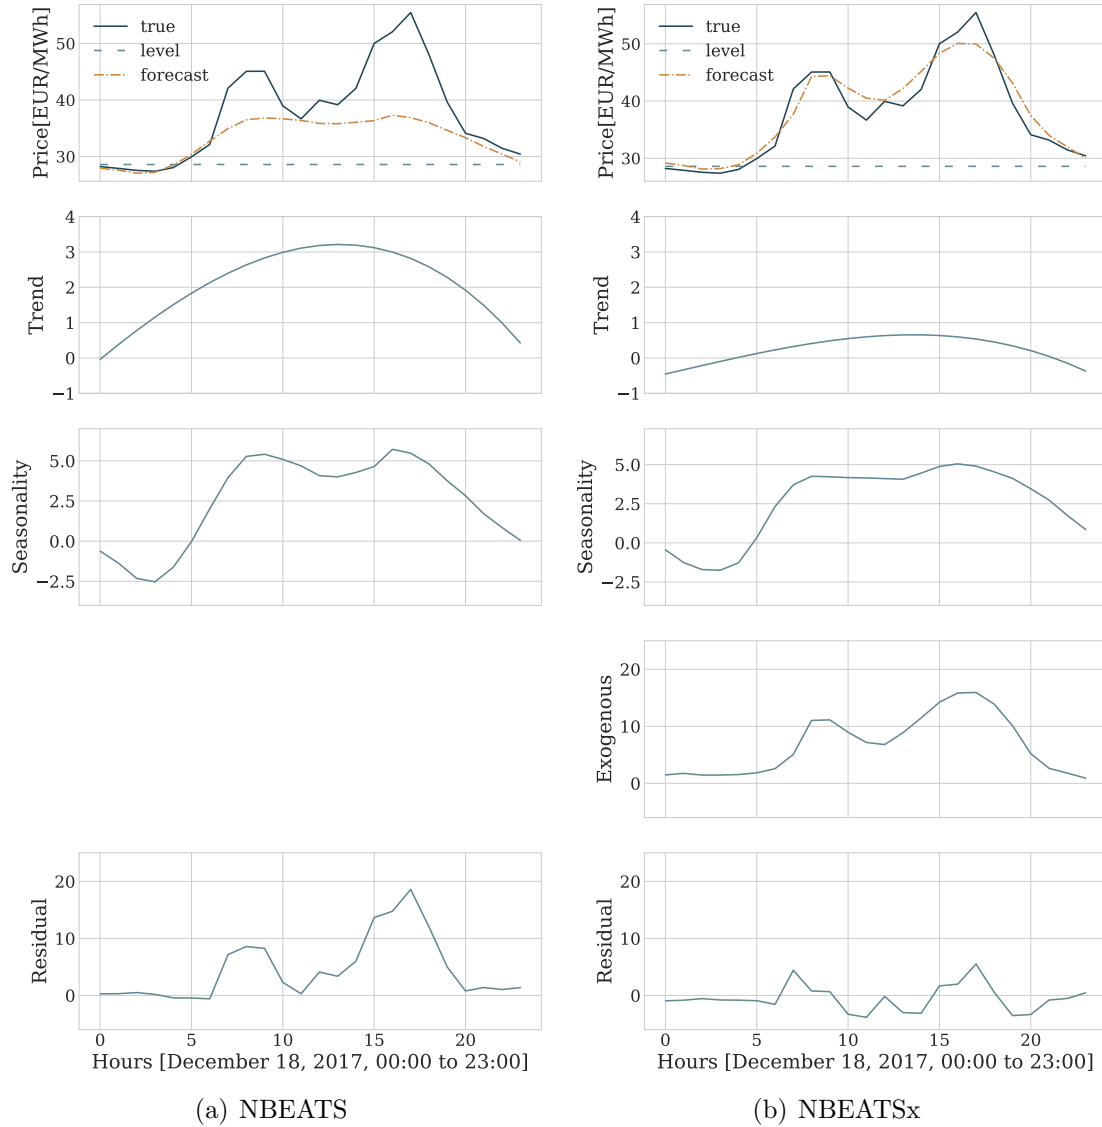 Price[EUR/MWh]
50
40
30
true
level
forecast
Trend
4
3
2
1
0
−1
Seasonality
5.0
2.5
0.0
−2.5
Residual
20
10
0
0
5
10
15
20
Hours [December 18, 2017, 00:00 to 23:00]
(a) NBEATS
Price[EUR/MWh]
50
40
30
true
level
forecast
Trend
4
3
2
1
0
−1
Seasonality
5.0
2.5
0.0
−2.5
Exogenous
20
10
0
Residual
20
10
0
0
5
10
15
20
Hours [December 18, 2017, 00:00 to 23:00]
(b) NBEATSx